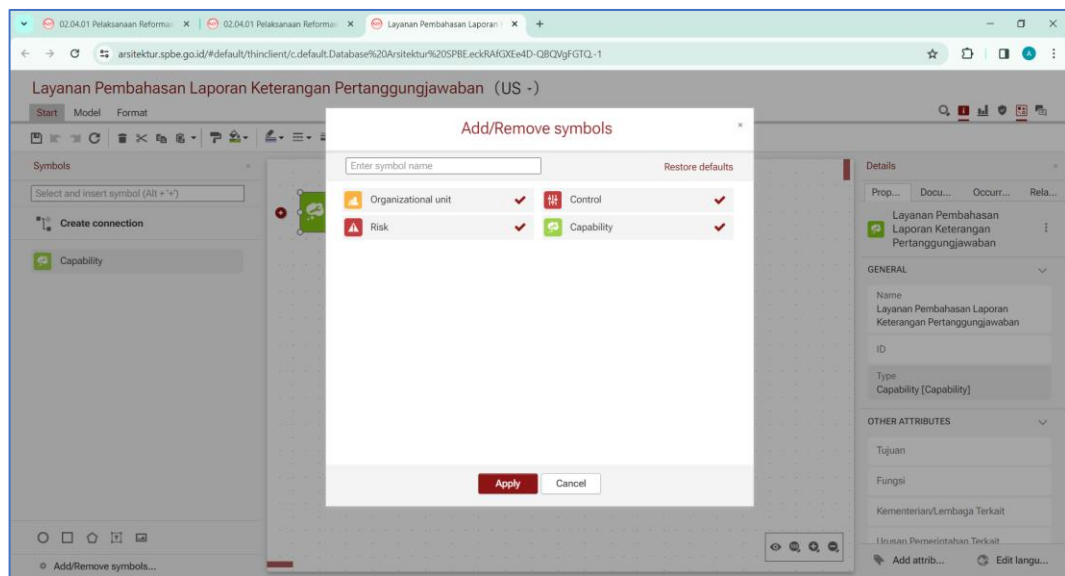 02.04.01 Pelaksanaan Reformas
02.04.01 Pelaksanaan Reformas
Layanan Pembahasan Laporan
arsitektur.spbe.go.id/#default/thinclient/c.default.Database%20Arsitektur%20SPBE.eckRAfGXEe4D-QBQVgFGTQ.-1
A
Layanan Pembahasan Laporan Keterangan Pertanggungjawaban (US -)
Start Model Format
Symbols
Select and insert symbol (Alt +'+')
Create connection
Capability
Add/Remove symbols...
Add/Remove symbols
Enter symbol name
Restore defaults
Organizational unit
Control
Risk
Capability
Apply
Cancel
Details
Prop... Docu... Occurr... Rela...
Layanan Pembahasan
Laporan Keterangan
Pertanggungjawaban
GENERAL
Name
Layanan Pembahasan Laporan
Keterangan Pertanggungjawaban
ID
Type
Capability [Capability]
OTHER ATTRIBUTES
Tujuan
Fungsi
Kementerian/Lembaga Terkait
Urusan Pemerintahan Terkait
Add attrib... Edit langu...